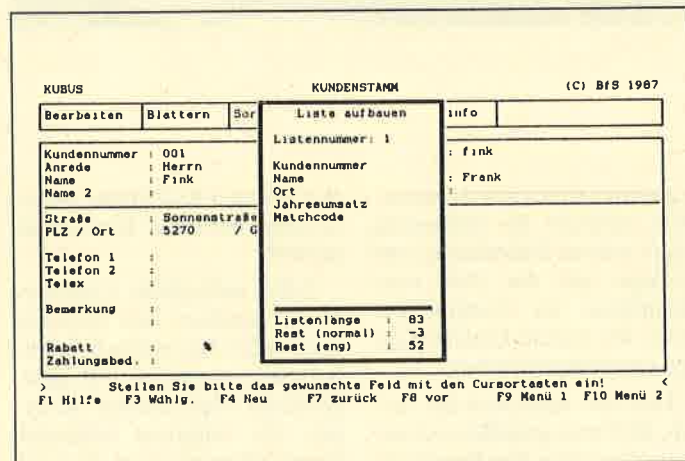 KUBUS KUNDENSTAMM (C) BfS 1987
Bearbeiten Blattern Sor info
Liste aufbauen
Listennummer: 1
Kundennummer : 001 : fink
Anrede : Herrn Kundennummer
Name : Fink Name : Frank
Name 2 : Ort :
Jahresumsatz
Straße : Sonnenstraße Matchcode
PLZ / Ort : 5270 / G
Telefon 1 :
Telefon 2 :
Telex :
Bemerkung :
:
Listenlänge : 83
Rest (normal) : -3
Rabatt : % Rest (eng) : 52
Zahlungsbed. :
> Stellen Sie bitte das gewunschte Feld mit den Cursortasten ein! <
F1 Hilfe F3 Wdhlg. F4 Neu F7 zurück F8 vor F9 Menü 1 F10 Menü 2